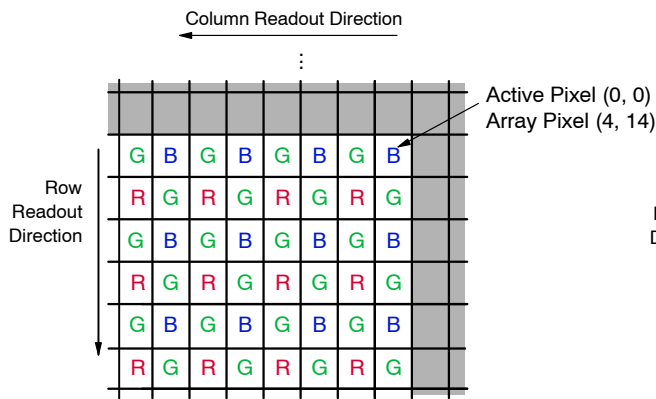 Column Readout Direction
⋮
Active Pixel (0, 0)
Array Pixel (4, 14)
Row
Readout
Direction
G B G B G B G B
R G R G R G R G
G B G B G B G B
R G R G R G R G
G B G B G B G B
R G R G R G R G